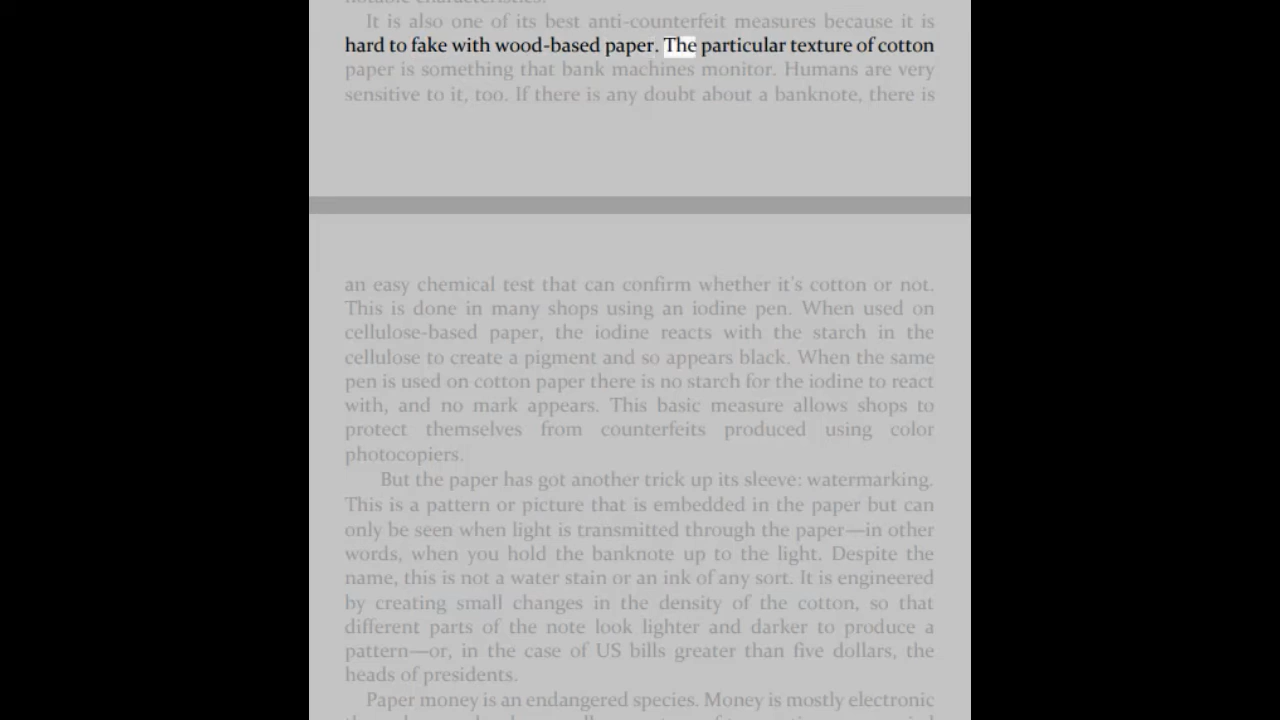 notable characteristics.
It is also one of its best anti-counterfeit measures because it is
hard to fake with wood-based paper. The particular texture of cotton
paper is something that bank machines monitor. Humans are very
sensitive to it, too. If there is any doubt about a banknote, there is
an easy chemical test that can confirm whether it's cotton or not.
This is done in many shops using an iodine pen. When used on
cellulose-based paper, the iodine reacts with the starch in the
cellulose to create a pigment and so appears black. When the same
pen is used on cotton paper there is no starch for the iodine to react
with, and no mark appears. This basic measure allows shops to
protect themselves from counterfeits produced using color
photocopiers.
But the paper has got another trick up its sleeve: watermarking.
This is a pattern or picture that is embedded in the paper but can
only be seen when light is transmitted through the paper—in other
words, when you hold the banknote up to the light. Despite the
name, this is not a water stain or an ink of any sort. It is engineered
by creating small changes in the density of the cotton, so that
different parts of the note look lighter and darker to produce a
pattern—or, in the case of US bills greater than five dollars, the
heads of presidents.
Paper money is an endangered species. Money is mostly electronic